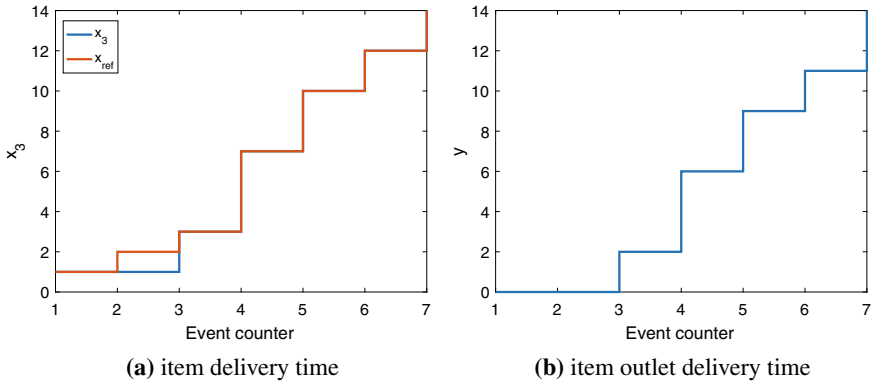 14
12
10
8
6
4
2
0
x₃
x₃
x_ref
1 2 3 4 5 6 7
Event counter
(a) item delivery time
14
12
10
8
6
4
2
0
y
1 2 3 4 5 6 7
Event counter
(b) item outlet delivery time